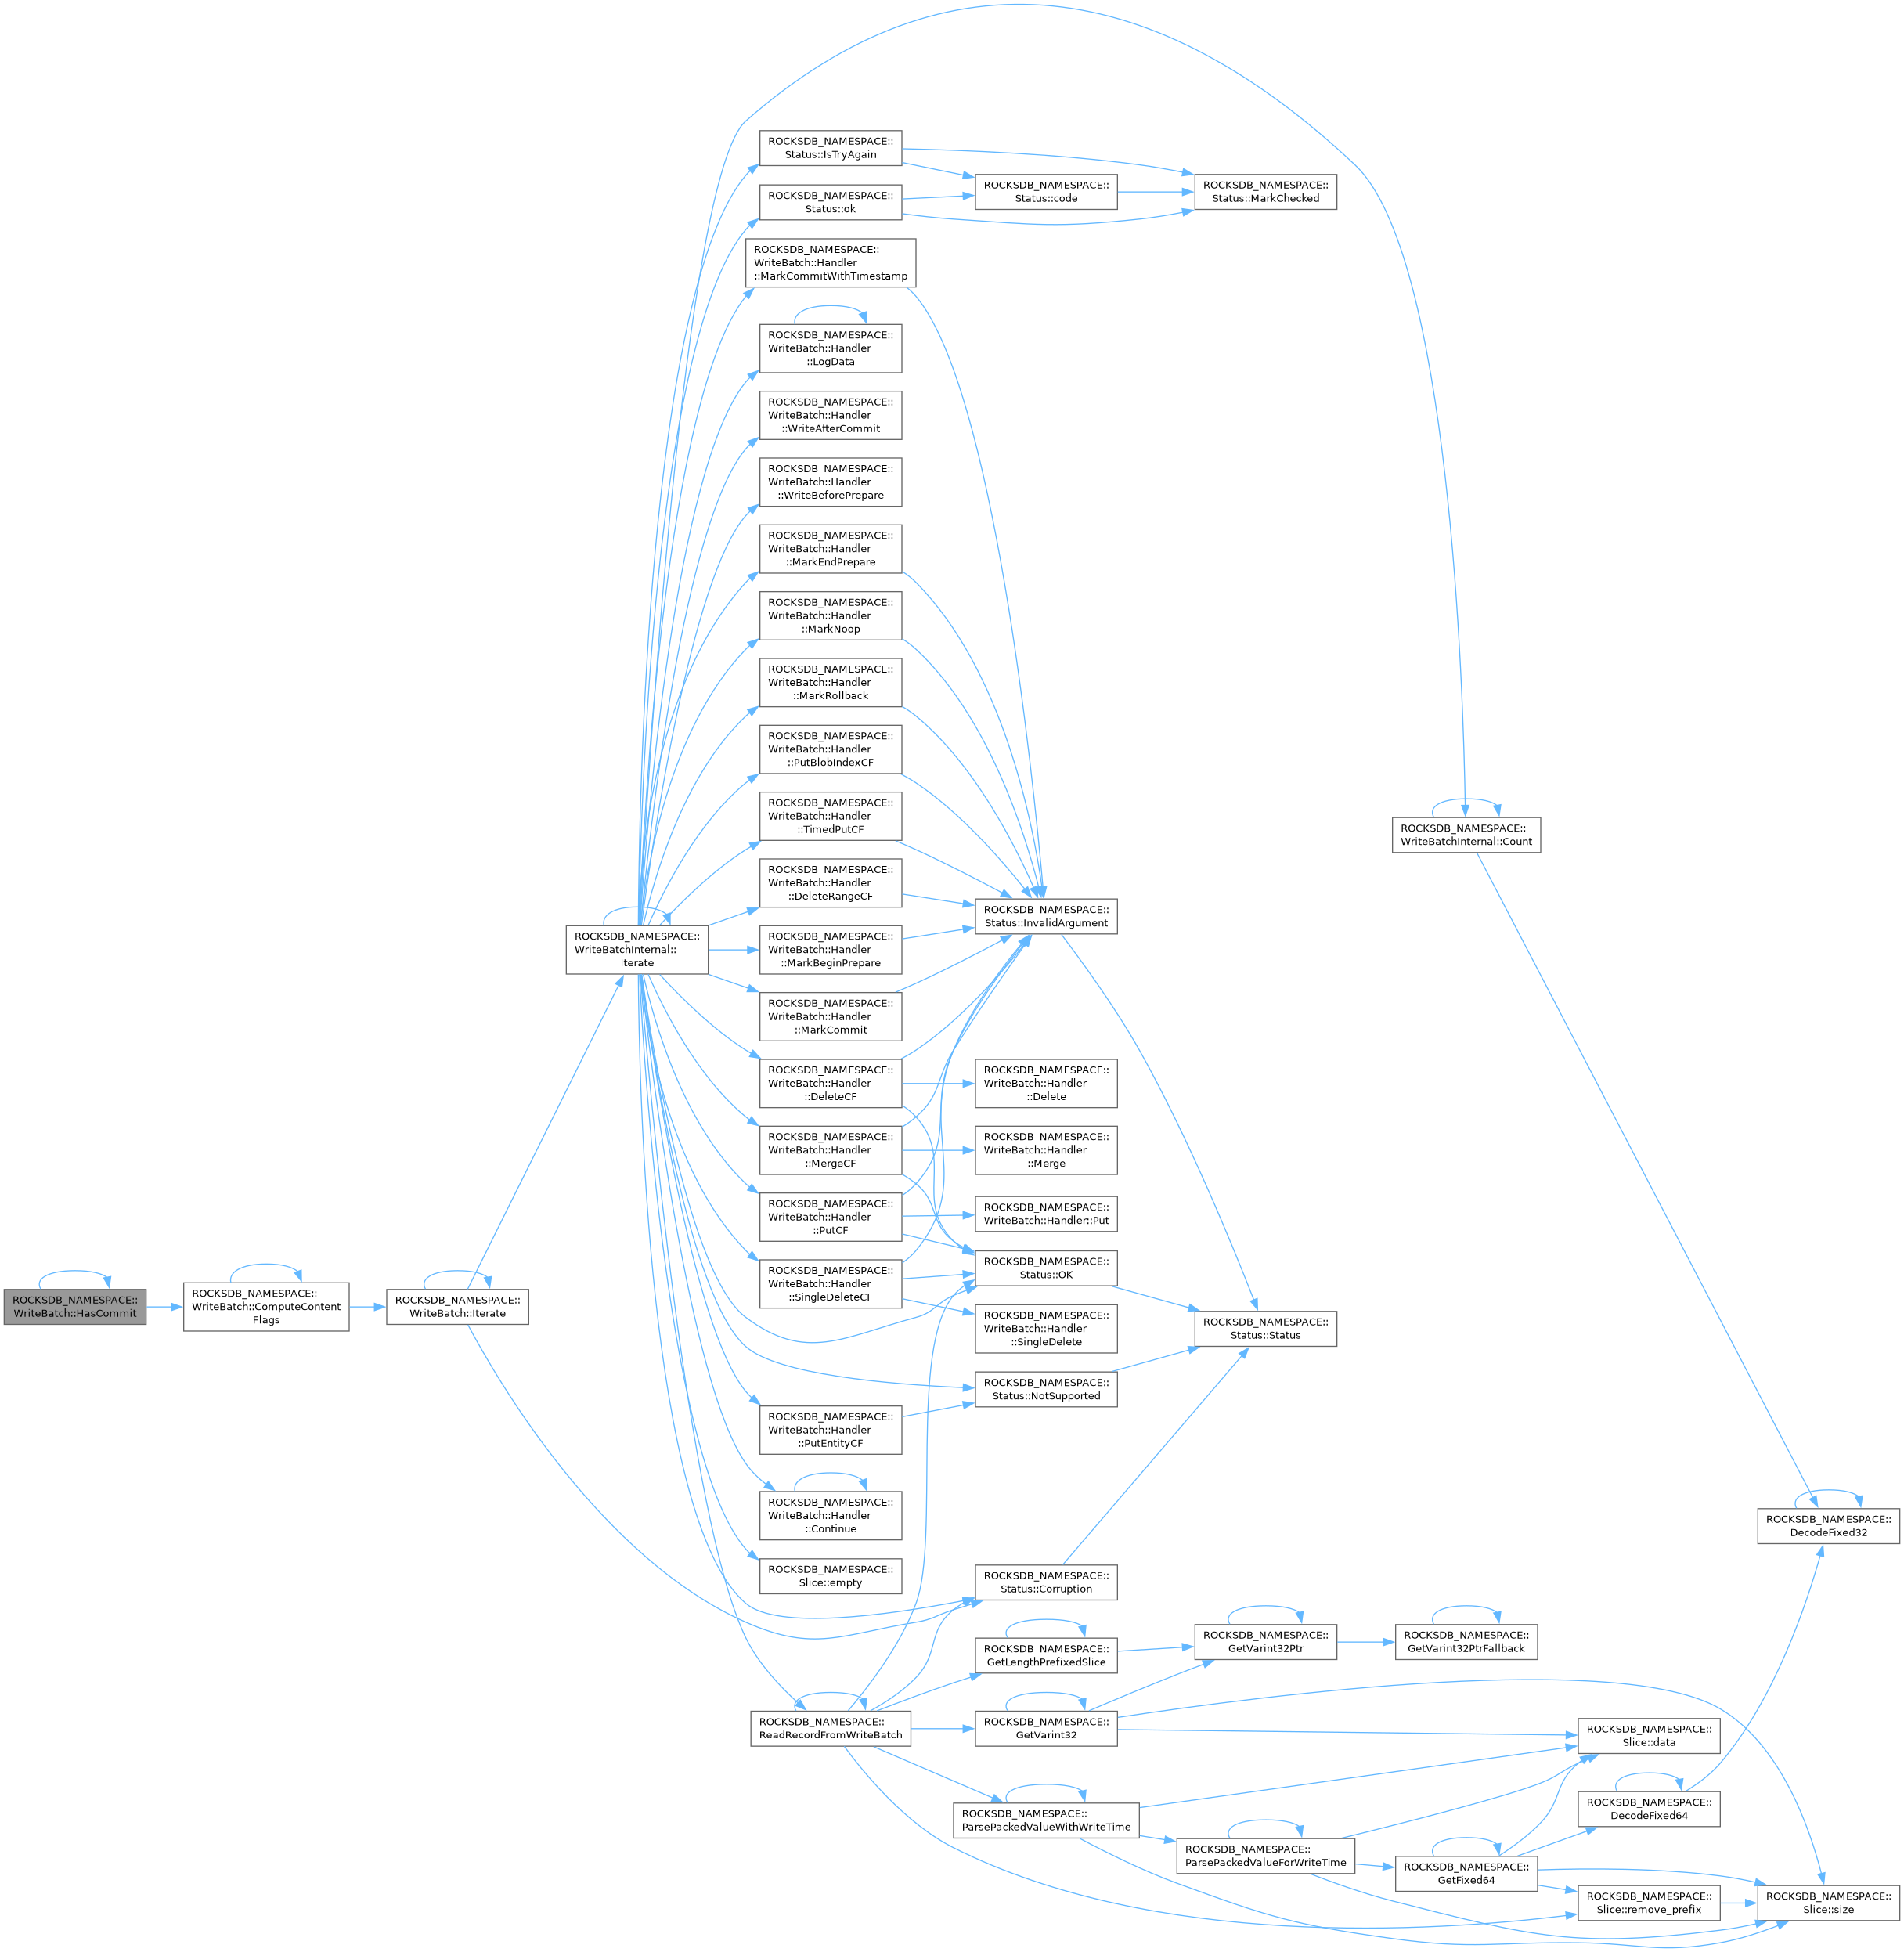 ROCKSDB_NAMESPACE::
WriteBatch::HasCommit
ROCKSDB_NAMESPACE::
WriteBatch::ComputeContent
Flags
ROCKSDB_NAMESPACE::
WriteBatch::Iterate
ROCKSDB_NAMESPACE::
WriteBatchInternal::
Iterate
ROCKSDB_NAMESPACE::
Status::IsTryAgain
ROCKSDB_NAMESPACE::
Status::ok
ROCKSDB_NAMESPACE::
WriteBatch::Handler
::MarkCommitWithTimestamp
ROCKSDB_NAMESPACE::
WriteBatch::Handler
::LogData
ROCKSDB_NAMESPACE::
WriteBatch::Handler
::WriteAfterCommit
ROCKSDB_NAMESPACE::
WriteBatch::Handler
::WriteBeforePrepare
ROCKSDB_NAMESPACE::
WriteBatch::Handler
::MarkEndPrepare
ROCKSDB_NAMESPACE::
WriteBatch::Handler
::MarkNoop
ROCKSDB_NAMESPACE::
WriteBatch::Handler
::MarkRollback
ROCKSDB_NAMESPACE::
WriteBatch::Handler
::PutBlobIndexCF
ROCKSDB_NAMESPACE::
WriteBatch::Handler
::TimedPutCF
ROCKSDB_NAMESPACE::
WriteBatch::Handler
::DeleteRangeCF
ROCKSDB_NAMESPACE::
WriteBatch::Handler
::MarkBeginPrepare
ROCKSDB_NAMESPACE::
WriteBatch::Handler
::MarkCommit
ROCKSDB_NAMESPACE::
WriteBatch::Handler
::DeleteCF
ROCKSDB_NAMESPACE::
WriteBatch::Handler
::MergeCF
ROCKSDB_NAMESPACE::
WriteBatch::Handler
::PutCF
ROCKSDB_NAMESPACE::
WriteBatch::Handler
::SingleDeleteCF
ROCKSDB_NAMESPACE::
WriteBatch::Handler
::PutEntityCF
ROCKSDB_NAMESPACE::
WriteBatch::Handler
::Continue
ROCKSDB_NAMESPACE::
Slice::empty
ROCKSDB_NAMESPACE::
ReadRecordFromWriteBatch
ROCKSDB_NAMESPACE::
Status::code
ROCKSDB_NAMESPACE::
Status::InvalidArgument
ROCKSDB_NAMESPACE::
WriteBatch::Handler
::Delete
ROCKSDB_NAMESPACE::
WriteBatch::Handler
::Merge
ROCKSDB_NAMESPACE::
WriteBatch::Handler::Put
ROCKSDB_NAMESPACE::
Status::OK
ROCKSDB_NAMESPACE::
WriteBatch::Handler
::SingleDelete
ROCKSDB_NAMESPACE::
Status::NotSupported
ROCKSDB_NAMESPACE::
Status::Corruption
ROCKSDB_NAMESPACE::
GetLengthPrefixedSlice
ROCKSDB_NAMESPACE::
GetVarint32
ROCKSDB_NAMESPACE::
ParsePackedValueWithWriteTime
ROCKSDB_NAMESPACE::
Status::MarkChecked
ROCKSDB_NAMESPACE::
Status::Status
ROCKSDB_NAMESPACE::
GetVarint32Ptr
ROCKSDB_NAMESPACE::
ParsePackedValueForWriteTime
ROCKSDB_NAMESPACE::
WriteBatchInternal::Count
ROCKSDB_NAMESPACE::
GetVarint32PtrFallback
ROCKSDB_NAMESPACE::
GetFixed64
ROCKSDB_NAMESPACE::
Slice::data
ROCKSDB_NAMESPACE::
DecodeFixed64
ROCKSDB_NAMESPACE::
Slice::remove_prefix
ROCKSDB_NAMESPACE::
DecodeFixed32
ROCKSDB_NAMESPACE::
Slice::size